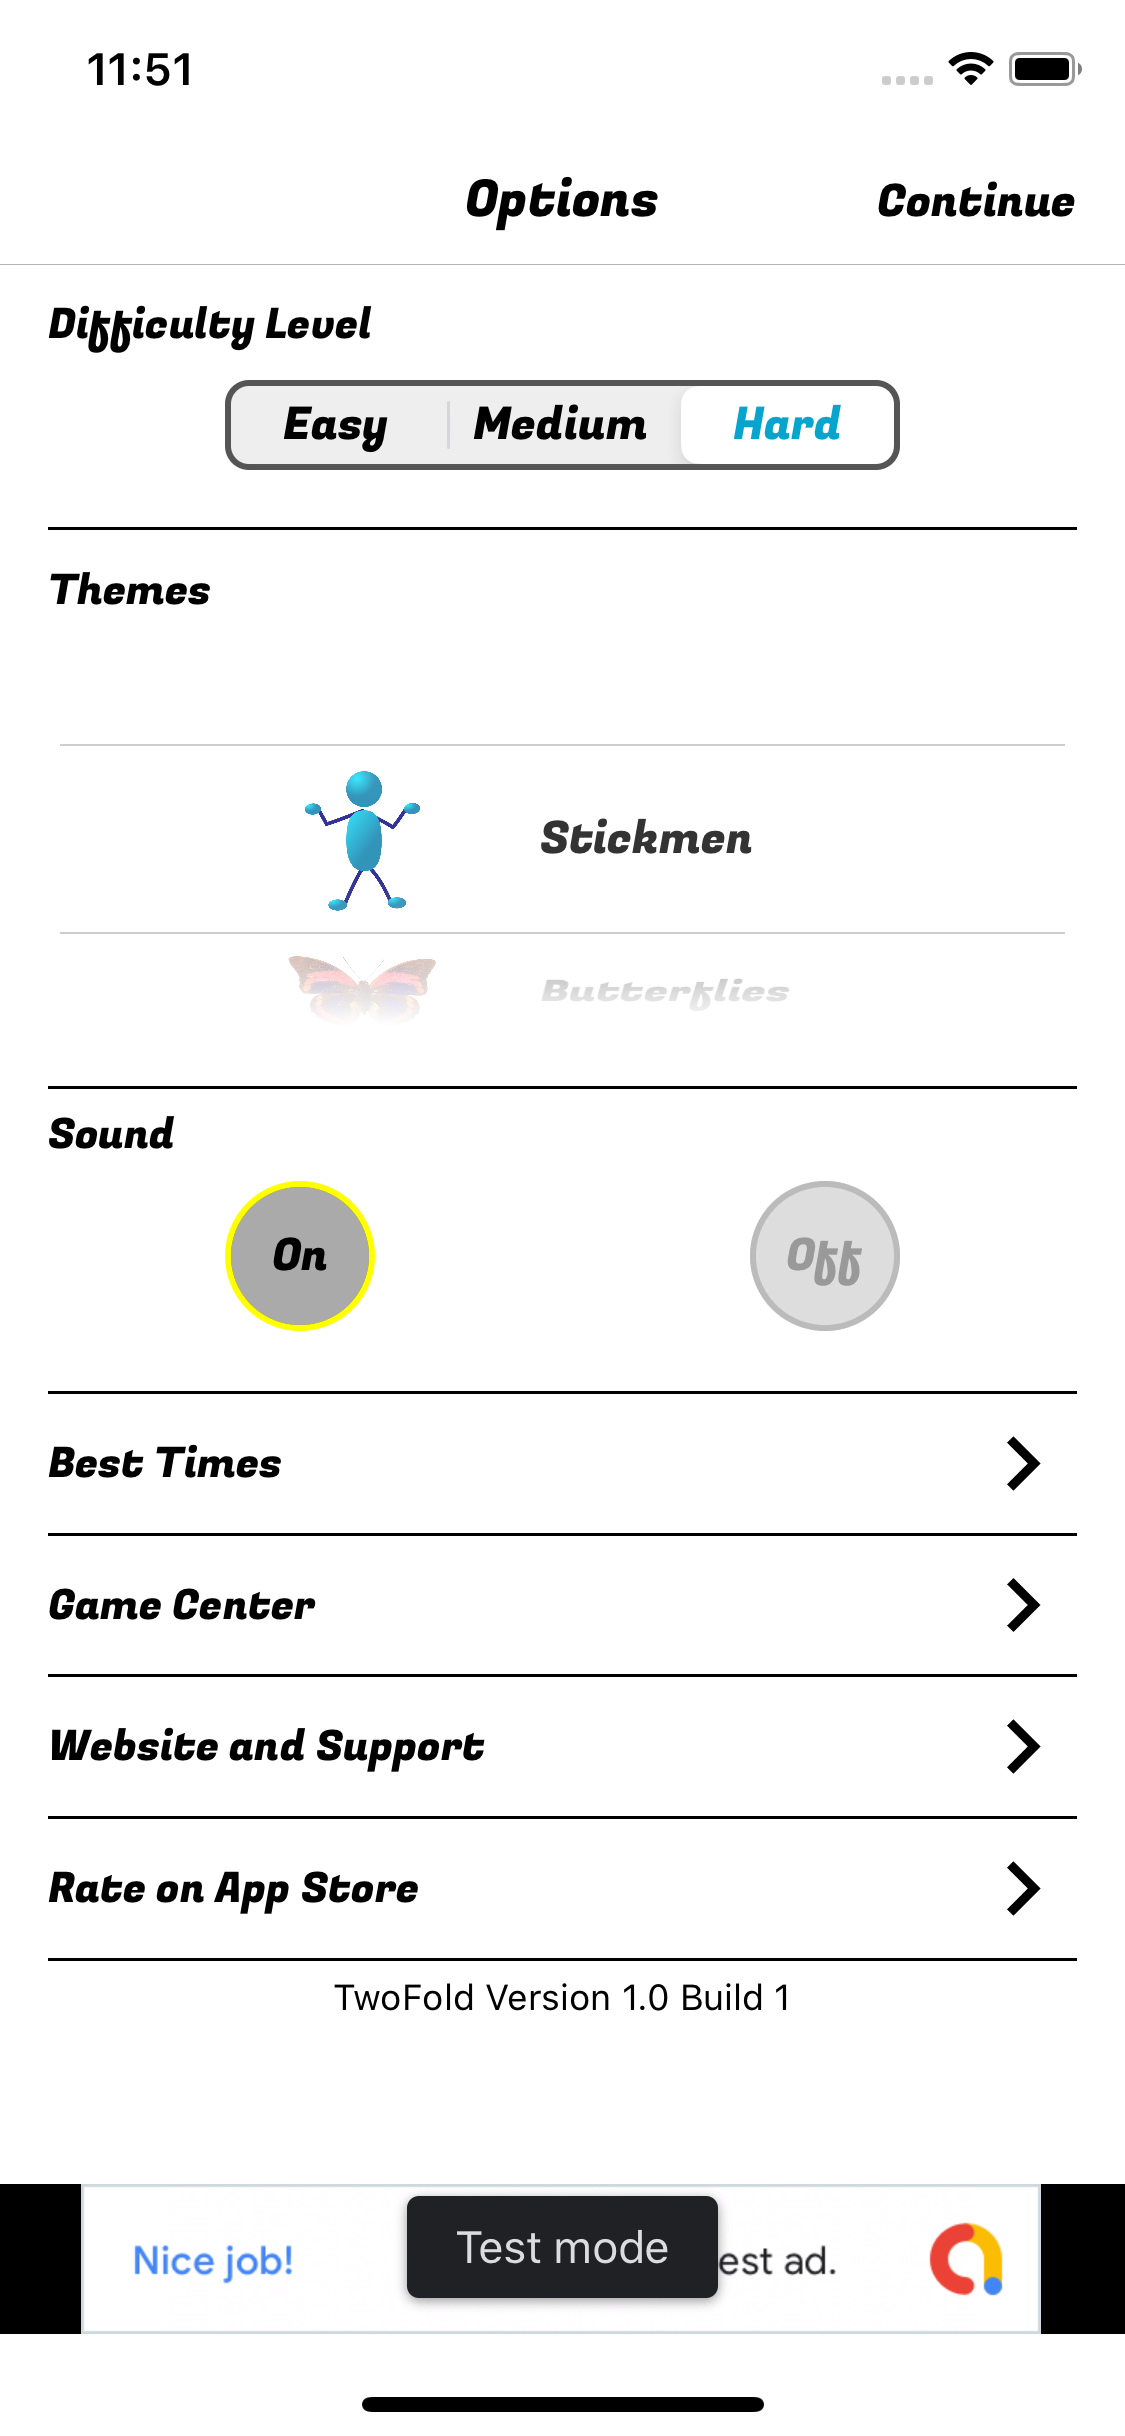 11:51
Options
Continue
Difficulty Level
Easy
Medium
Hard
Themes
Stickmen
Butterflies
Sound
On
Off
Best Times
Game Center
Website and Support
Rate on App Store
TwoFold Version 1.0 Build 1
Nice job!
Test mode
est ad.